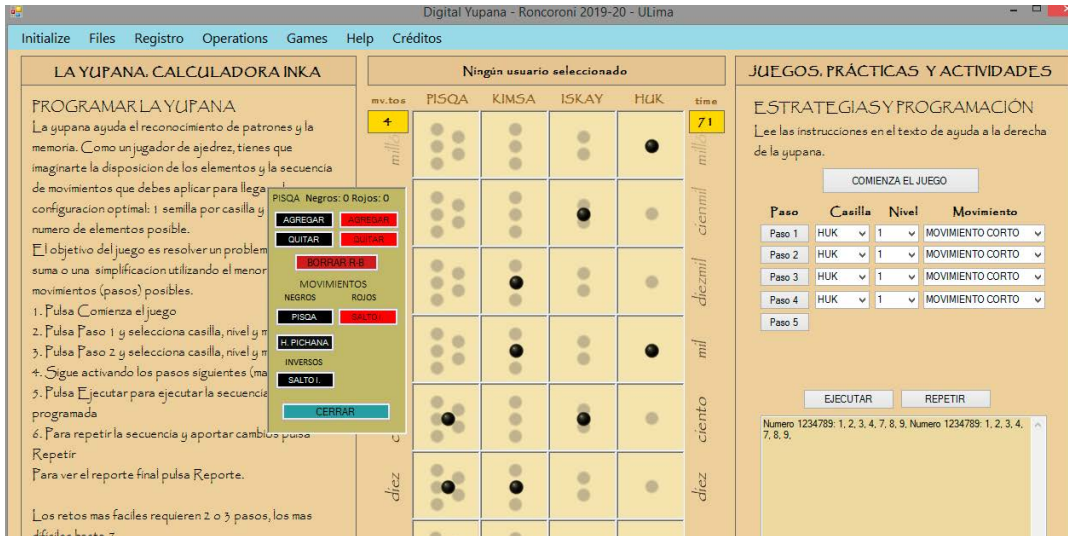 Digital Yupana - Roncoroni 2019-20 - ULima
Initialize Files Registro Operations Games Help Créditos
LA YUPANA. CALCULADORA INKA
PROGRAMAR LA YUPANA
La yupana ayuda el reconocimiento de patrones y la
memoria. Como un jugador de ajedrez, tienes que
imaginarte la disposicion de los elementos y la secuencia
de movimientos que debes aplicar para
configuracion optimal: 1 semilla por casilla y
numero de elementos posible.
El objetivo del juego es resolver un
suma o una simplificacion utilizando el menor
movimientos (pasos) posibles.
1. Pulsa Comienza el juego
2. Pulsa Paso 1 y selecciona casilla, nivel y
3. Pulsa Paso 2 y selecciona casilla, nivel y
4. Sigue activando los pasos siguientes
5. Pulsa Ejecutar para ejecutar la
programada
6. Para repetir la secuencia y aportar cambios pulsa
Repetir
Para ver el reporte final pulsa Reporte.
Los retos mas faciles requieren 2 o 3 pasos, los mas
PISQA Negros: 0 Rojos: 0
AGREGAR AGREGAR
QUITAR QUITAR
BORRAR R-B
MOVIMIENTOS
NEGROS ROJOS
PISQA SALTO I.
H. PICHANA
INVERSOS
SALTO I.
CERRAR
Ningún usuario seleccionado
mv.tos PISQA KIMSA ISKAY HUK time
4 71
millón
cienmil
diezmil
mil mil
ciento
diez diez
JUEGOS, PRÁCTICAS Y ACTIVIDADES
ESTRATEGIAS Y PROGRAMACIÓN
Lee las instrucciones en el texto de ayuda a la derecha
de la yupana.
COMIENZA EL JUEGO
Paso Casilla Nivel Movimiento
Paso 1 HUK 1 MOVIMIENTO CORTO
Paso 2 HUK 1 MOVIMIENTO CORTO
Paso 3 HUK 1 MOVIMIENTO CORTO
Paso 4 HUK 1 MOVIMIENTO CORTO
Paso 5
EJECUTAR REPETIR
Numero 1234789: 1, 2, 3, 4, 7, 8, 9, Numero 1234789: 1, 2, 3, 4,
7, 8, 9,